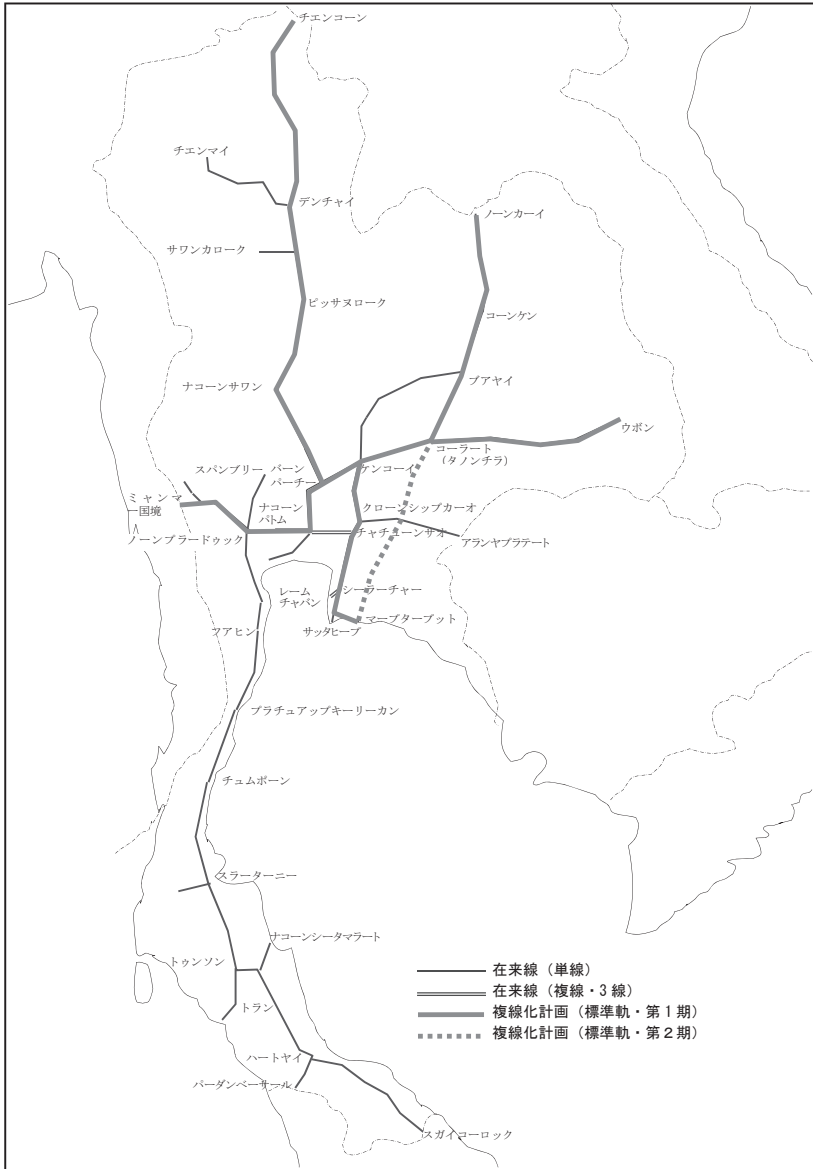 チエンコーン
チエンマイ
デンチャイ
ノーンカーイ
サワンカローク
ピッサヌローク
コーンケン
ナコーンサワン
ブアヤイ
ウボン
コーラート
(タノンチラ)
スパンブリー
バーン
パーチー
ケンコーイ
ミャンマ
ー国境
ナコーン
パトム
クローンシップカーオ
ノーンプラードゥック
チャチューンサオ
アランヤプラテート
レーム
チャバン
シーラーチャー
サッタヒープ
マープタープット
フアヒン
プラチュアップキーリーカン
チュムポーン
スラーターニー
ナコーンシータマラート
トゥンソン
トラン
ハートヤイ
パーダンベーサール
スガイコーロック
在来線（単線）
在来線（複線・3線）
複線化計画（標準軌・第1期）
複線化計画（標準軌・第2期）